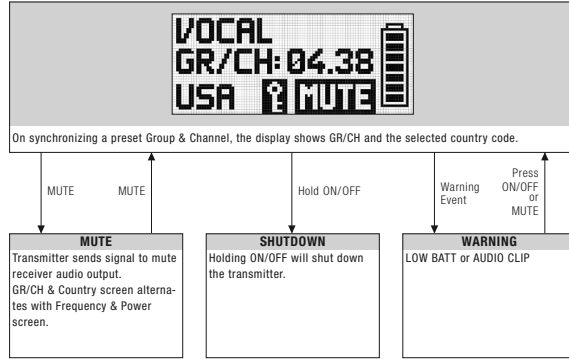 VOCAL
GR/CH: 04.38
USA MUTE
On synchronizing a preset Group & Channel, the display shows GR/CH and the selected country code.
MUTE
MUTE
Hold ON/OFF
Warning
Event
Press
ON/OFF
or
MUTE
MUTE
Transmitter sends signal to mute
receiver audio output.
GR/CH & Country screen alterna-
tes with Frequency & Power
screen.
SHUTDOWN
Holding ON/OFF will shut down
the transmitter.
WARNING
LOW BATT or AUDIO CLIP